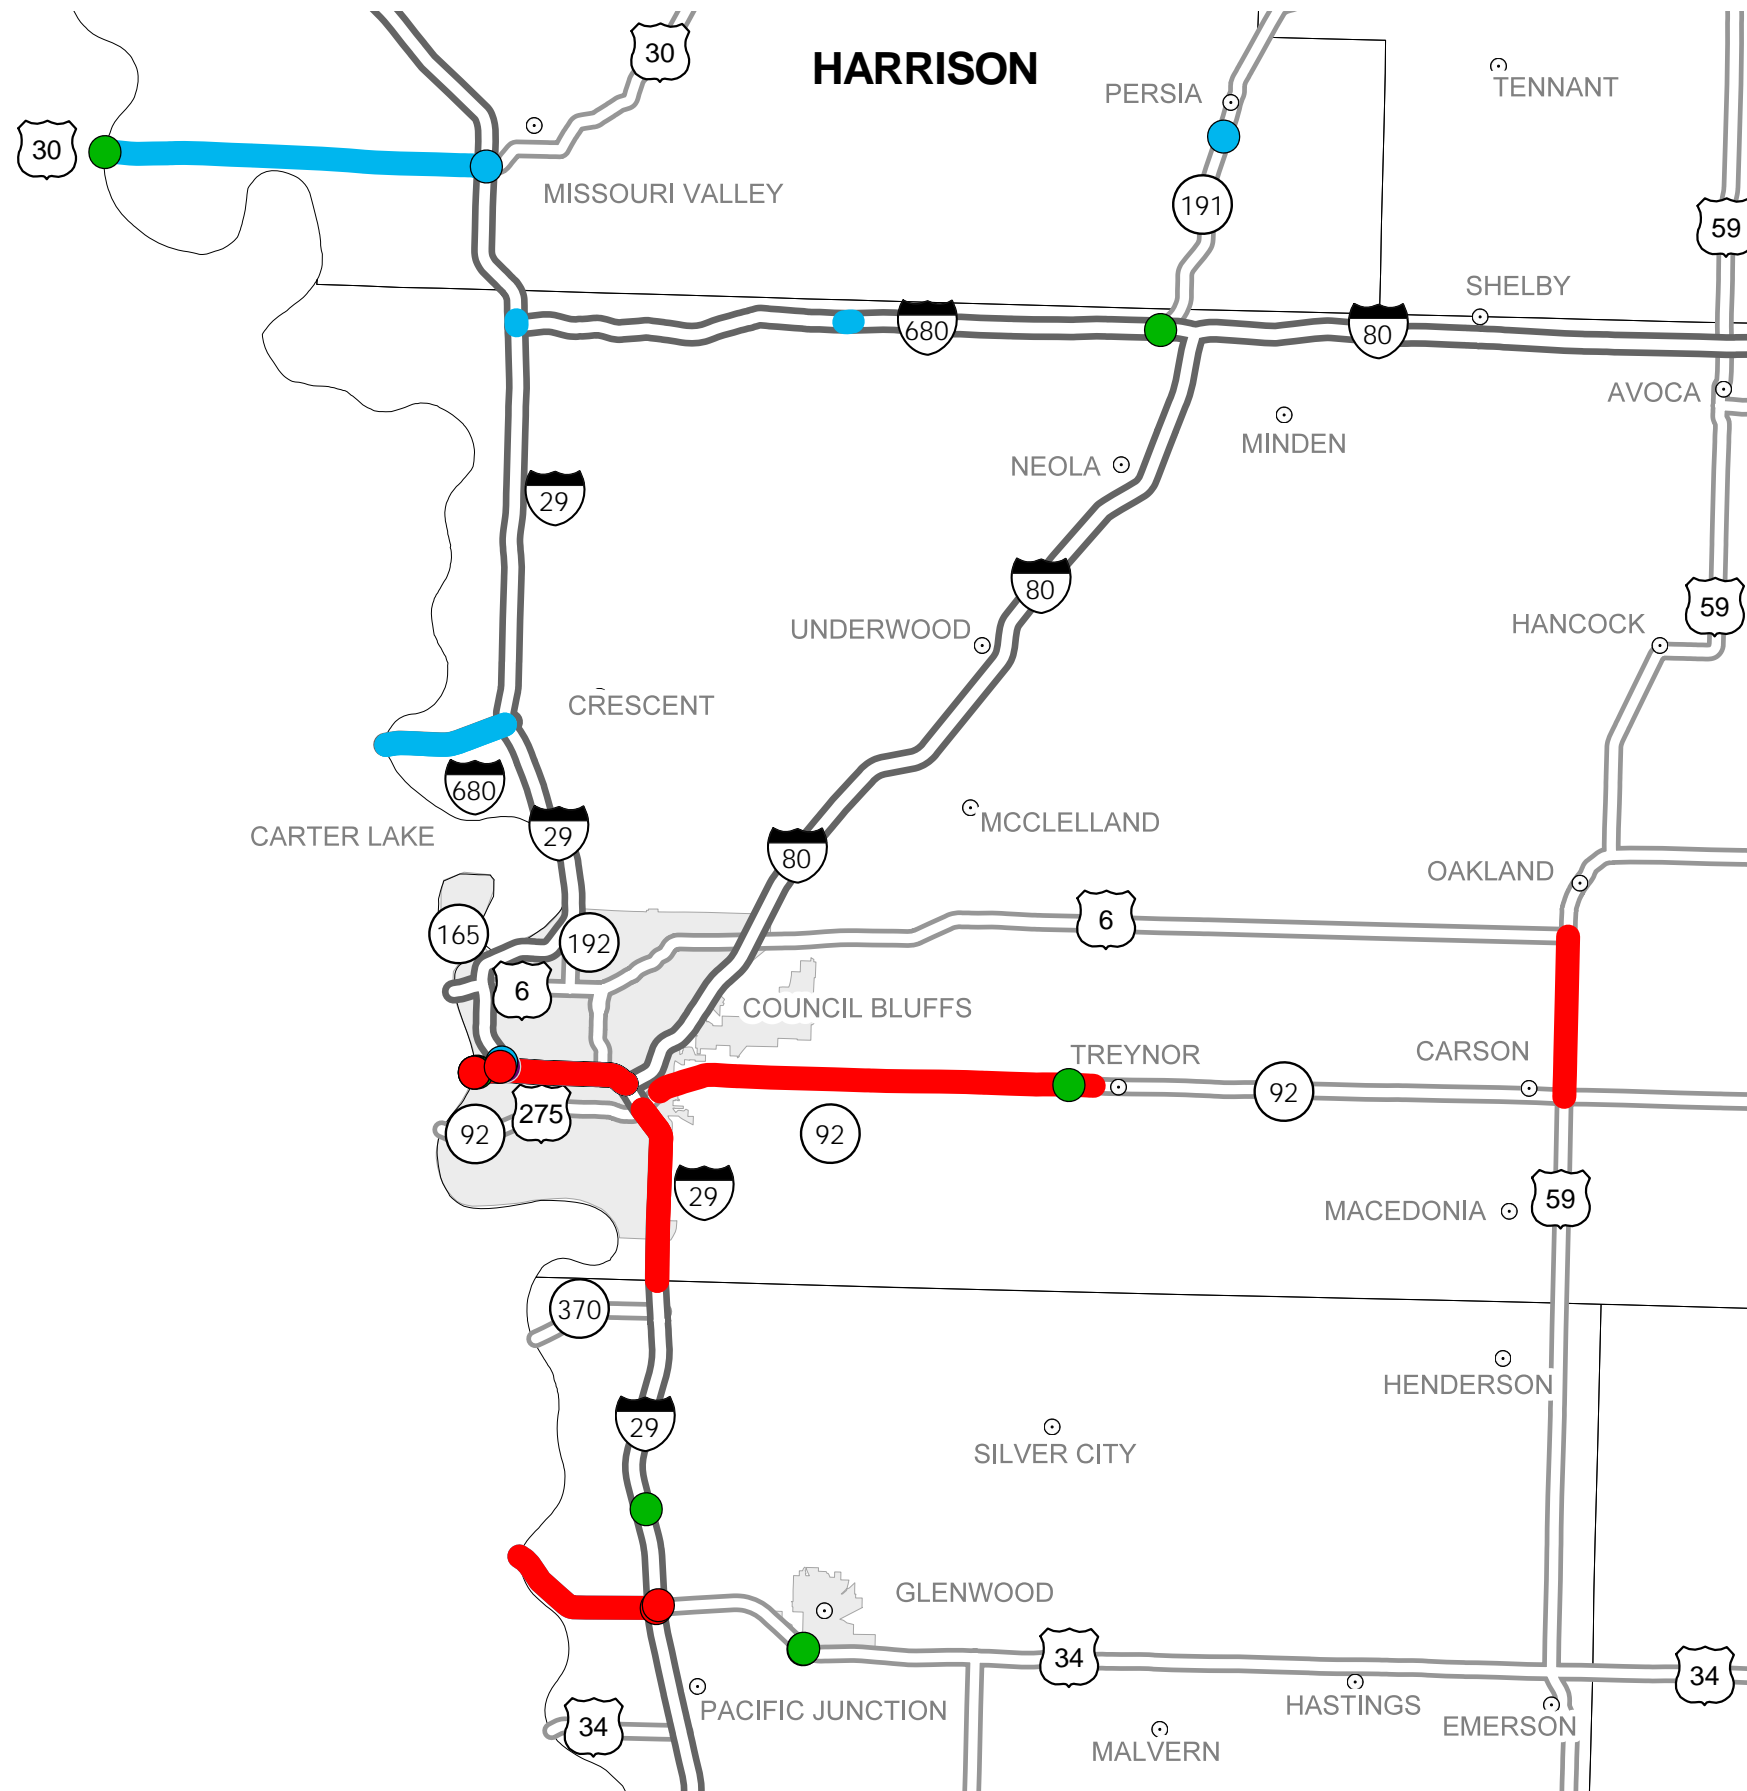 30
HARRISON
PERSIA
TENNANT
30
MISSOURI VALLEY
191
59
SHELBY
680
80
AVOCA
MINDEN
NEOLA
29
80
59
UNDERWOOD
HANCOCK
CRESCENT
680
MCCLELLAND
29
CARTER LAKE
80
OAKLAND
6
165
192
6
COUNCIL BLUFFS
TREYNOR
CARSON
92
275
92
92
29
59
MACEDONIA
370
HENDERSON
29
SILVER CITY
GLENWOOD
34
34
HASTINGS
PACIFIC JUNCTION
34
EMERSON
MALVERN